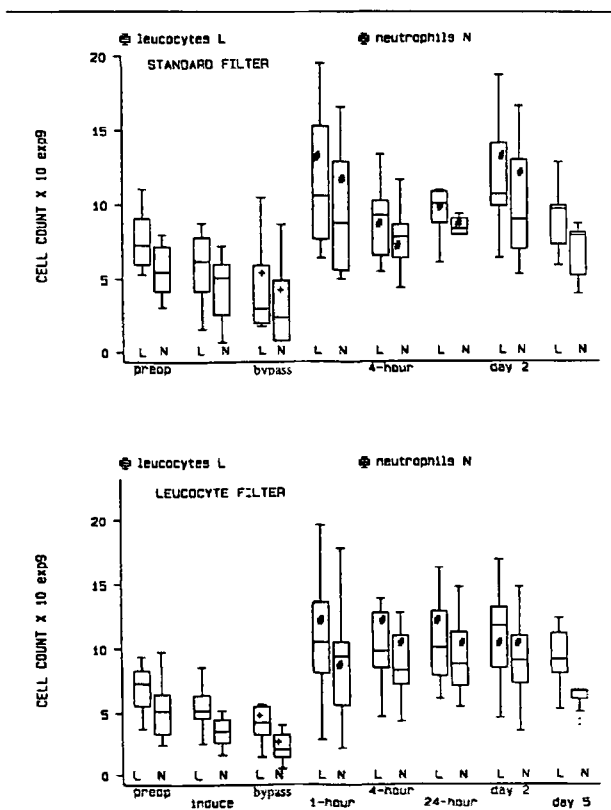 leucocytes L neutrophils N
STANDARD FILTER
20
15
10
5
0
CELL COUNT X 10 exp9
L N L N L N L N L N L N L N L N
preop bypass 4-hour day 2
leucocytes L neutrophils N
LEUCOCYTE FILTER
20
15
10
5
0
CELL COUNT X 10 exp9
L N L N L N L N L N L N L N L N
preop bypass 4-hour day 2
induce 1-hour 24-hour day 5